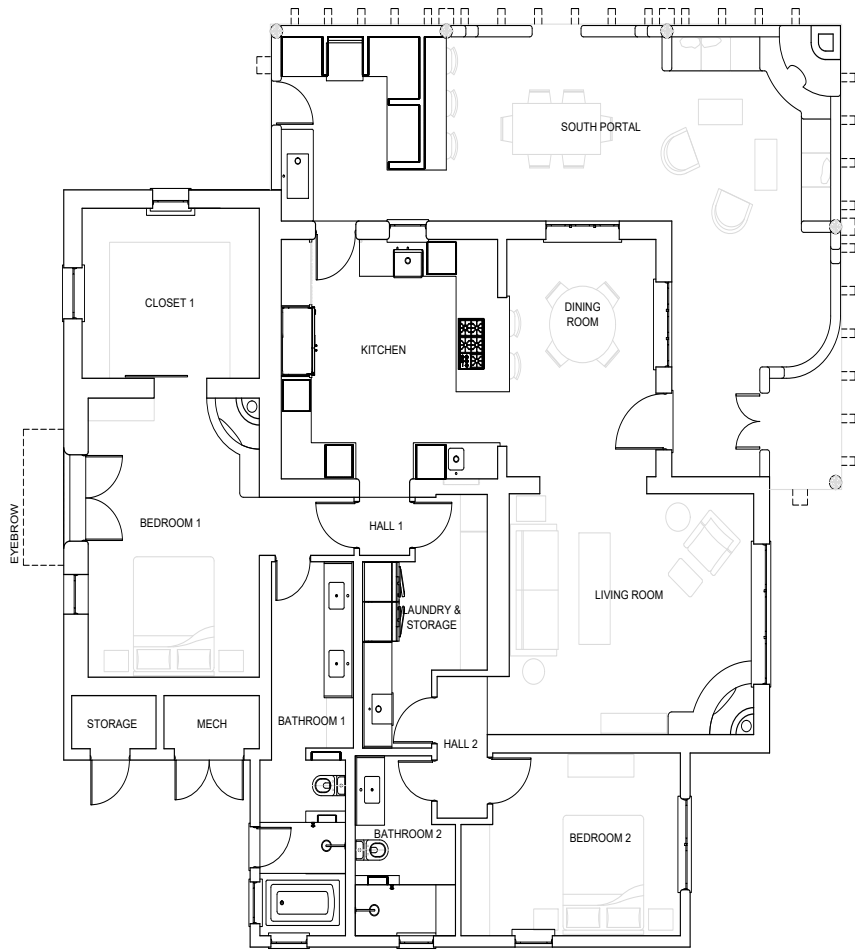 SOUTH PORTAL
CLOSET 1
DINING
ROOM
KITCHEN
EYEBROW
BEDROOM 1
HALL 1
LAUNDRY &
STORAGE
LIVING ROOM
STORAGE
MECH
BATHROOM 1
HALL 2
BATHROOM 2
BEDROOM 2